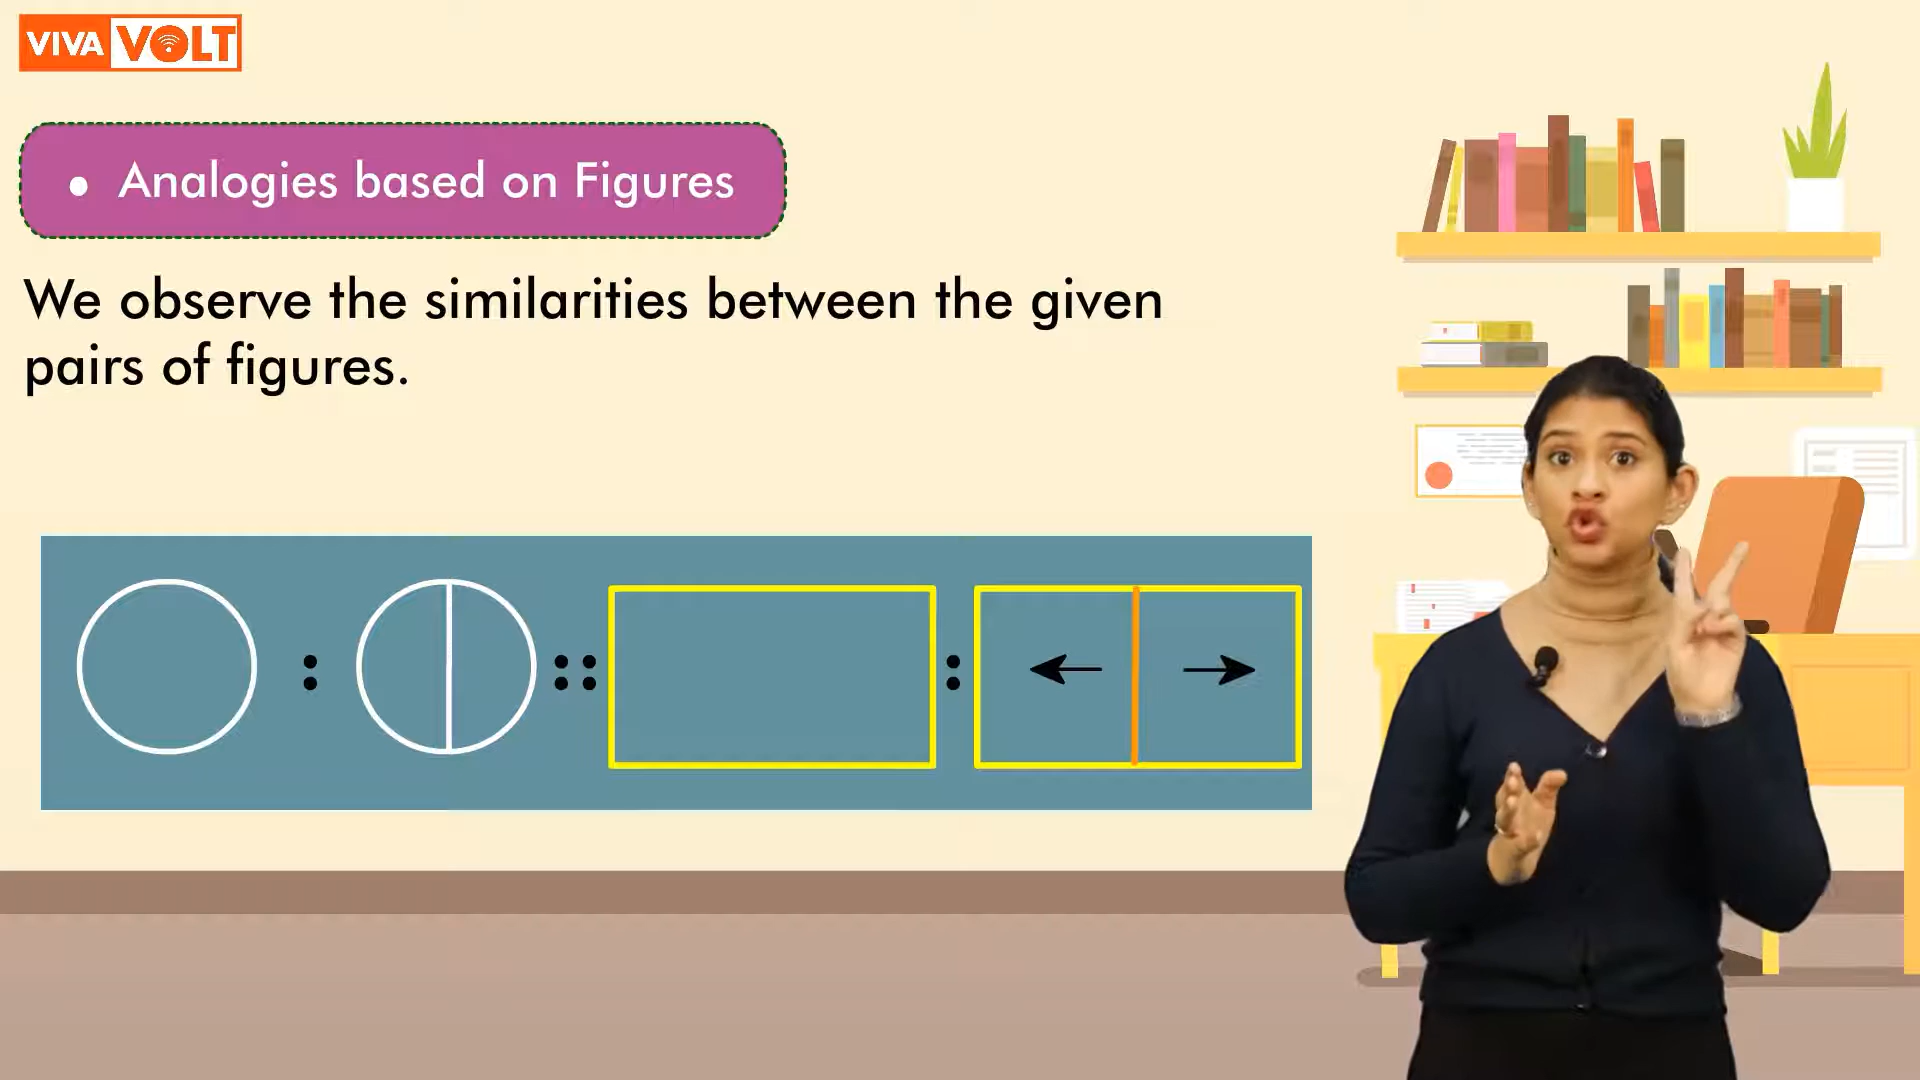 VIVA VOLT
• Analogies based on Figures
We observe the similarities between the given
pairs of figures.
: :: :